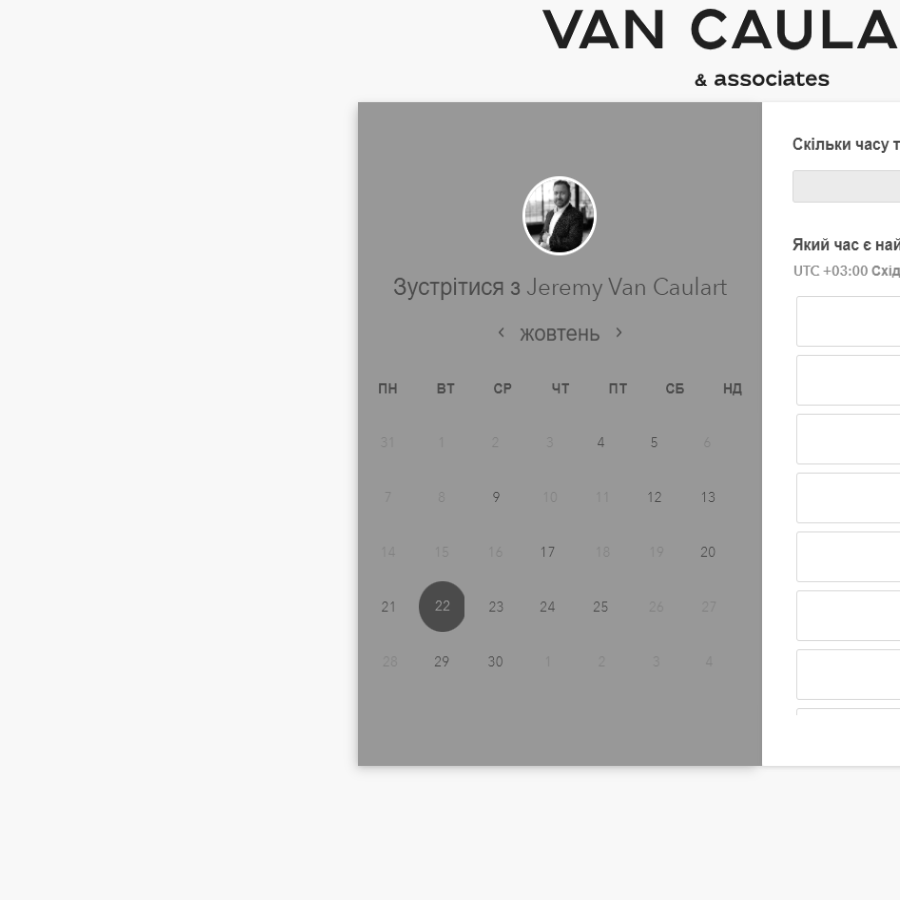 VAN CAULA
& associates
Зустрітися з Jeremy Van Caulart
‹ жовтень ›
ПН ВТ СР ЧТ ПТ СБ НД
31 1 2 3 4 5 6
7 8 9 10 11 12 13
14 15 16 17 18 19 20
21 22 23 24 25 26 27
28 29 30 1 2 3 4
Скільки часу т
Який час є най
UTC +03:00 Схід